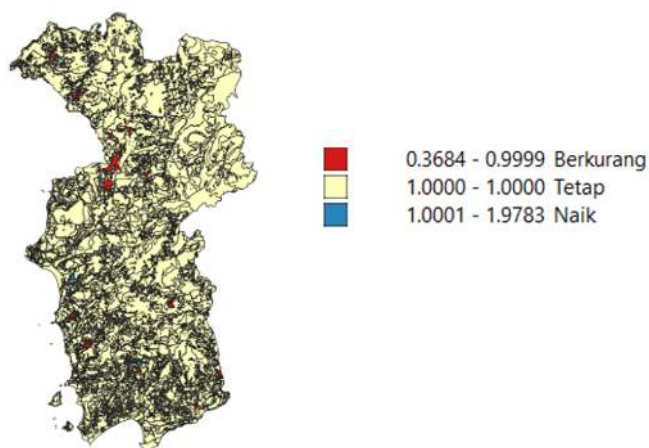 0.3684 - 0.9999 Berkurang
1.0000 - 1.0000 Tetap
1.0001 - 1.9783 Naik